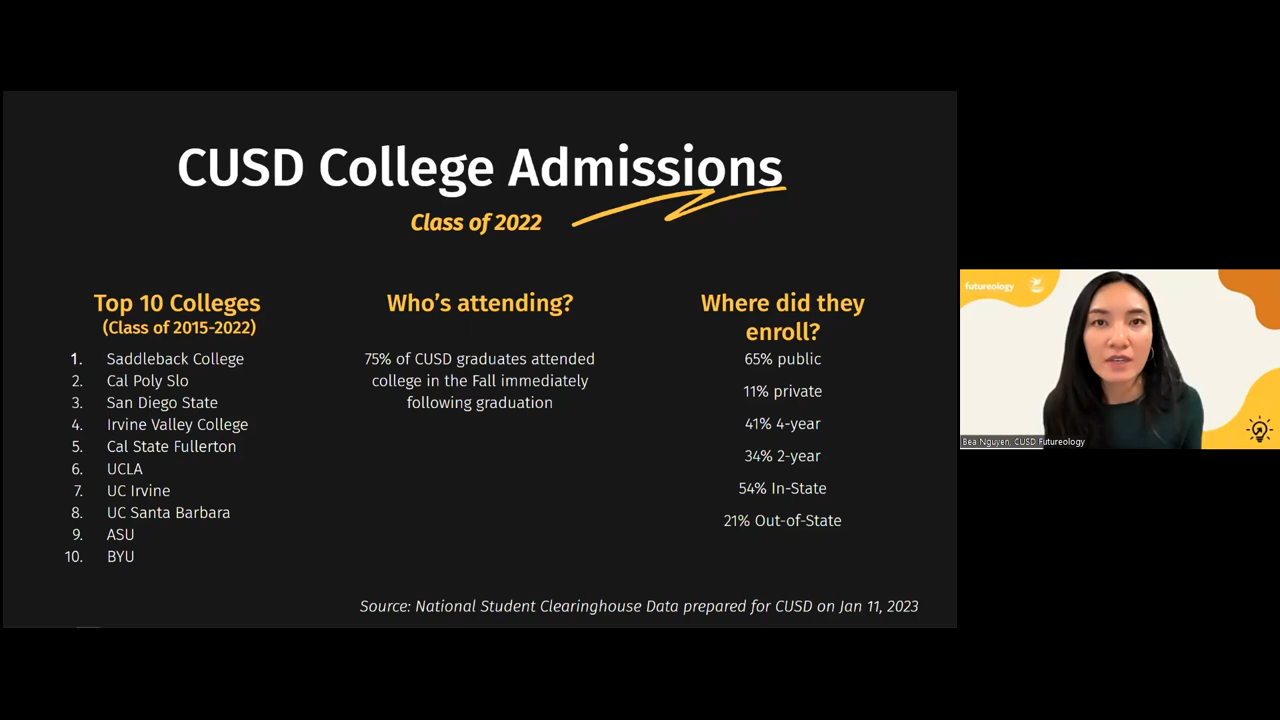 CUSD College Admissions
Class of 2022
Top 10 Colleges
(Class of 2015-2022)
1. Saddleback College
2. Cal Poly Slo
3. San Diego State
4. Irvine Valley College
5. Cal State Fullerton
6. UCLA
7. UC Irvine
8. UC Santa Barbara
9. ASU
10. BYU
Who's attending?
75% of CUSD graduates attended
college in the Fall immediately
following graduation
Where did they
enroll?
65% public
11% private
41% 4-year
34% 2-year
54% In-State
21% Out-of-State
Source: National Student Clearinghouse Data prepared for CUSD on Jan 11, 2023
futureology
Bea Nguyen, CUSD Futureology